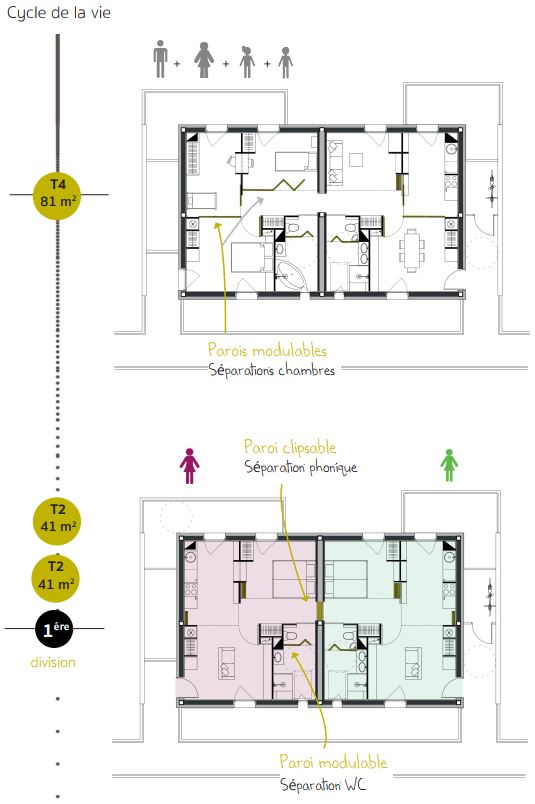 Cycle de la vie
+ + +
T4
81 m²
Parois modulables
Séparations chambres
Paroi clipsable
Séparation phonique
T2
41 m²
T2
41 m²
1ère
division
Paroi modulable
Séparation WC